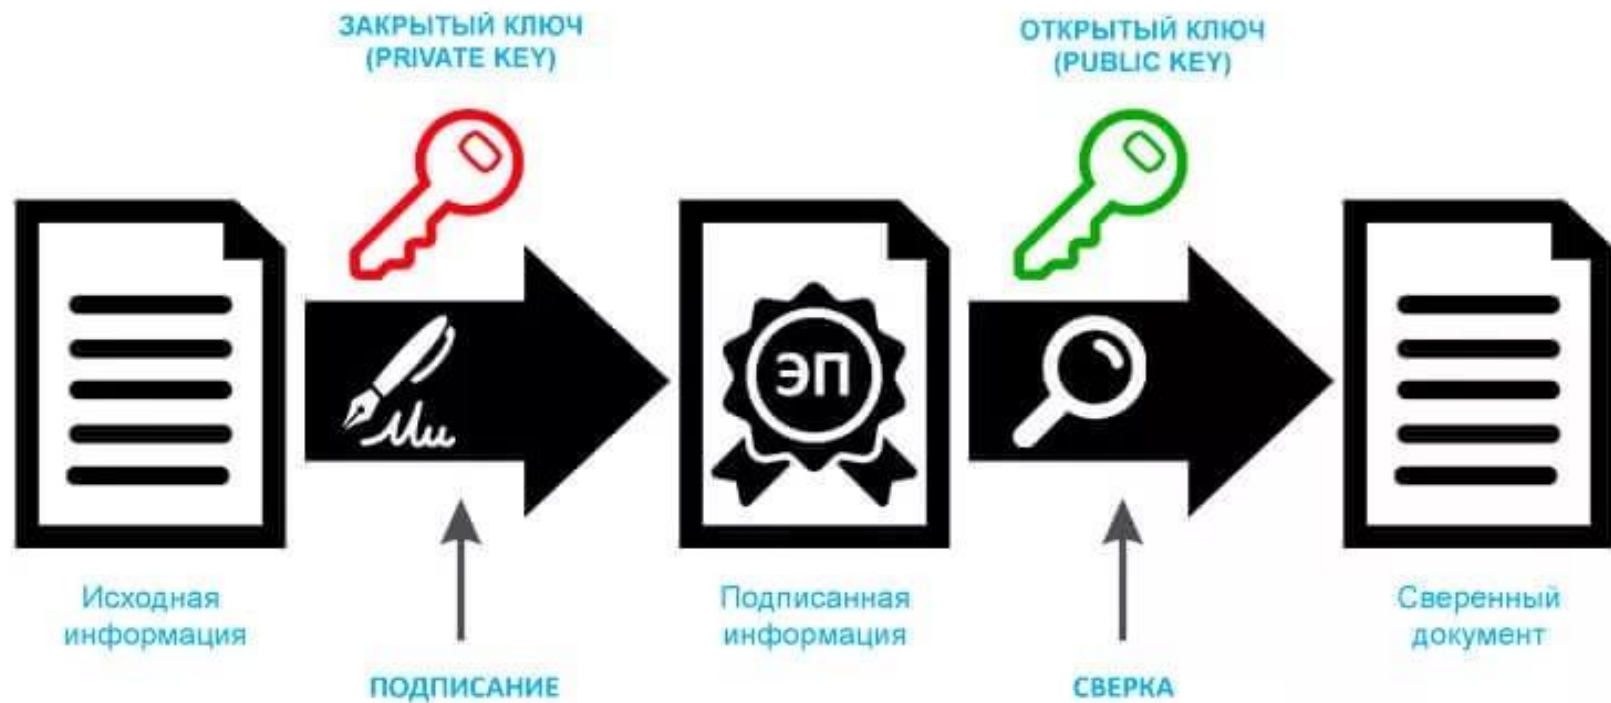 ЗАКРЫТЫЙ КЛЮЧ
(PRIVATE KEY)
ОТКРЫТЫЙ КЛЮЧ
(PUBLIC KEY)
ЭП
Исходная
информация
Подписанная
информация
Сверенный
документ
ПОДПИСАНИЕ
СВЕРКА